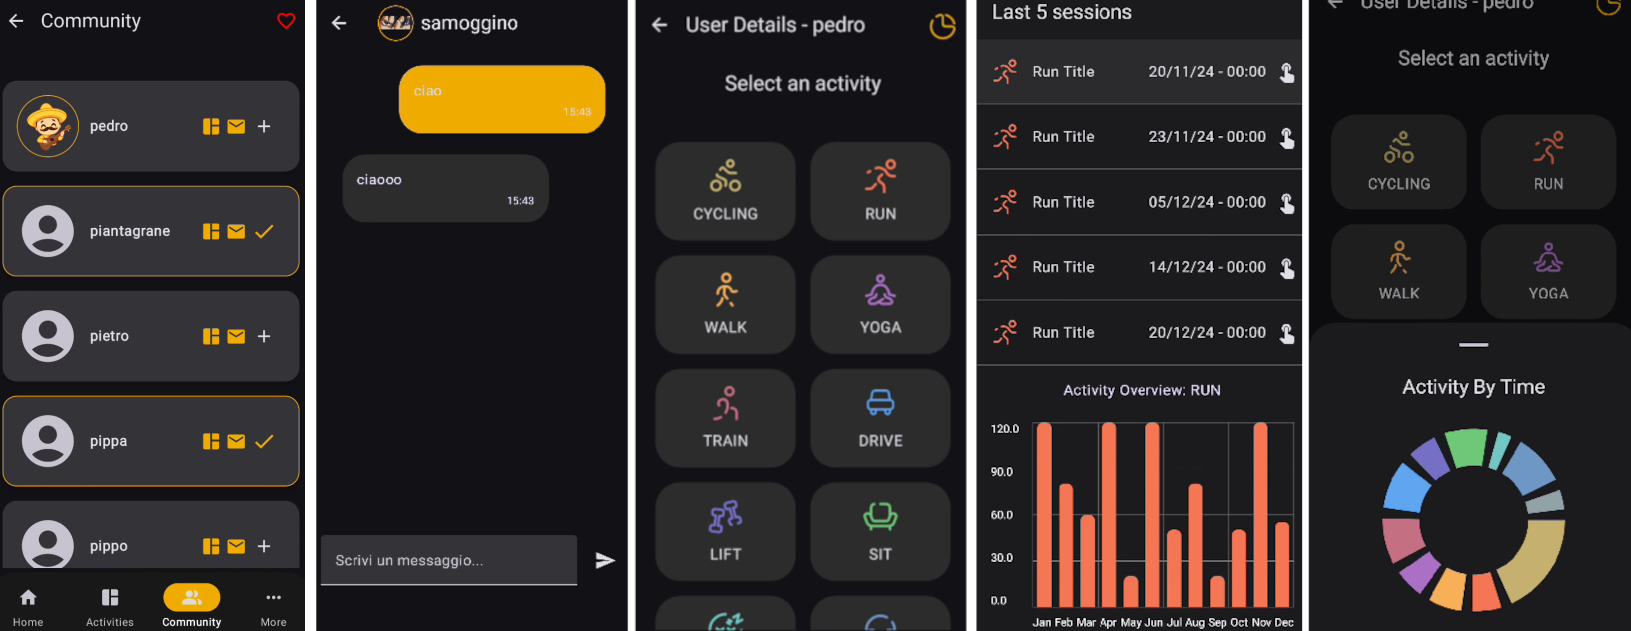 Community
pedro
piantagrane
pietro
pippa
pippo
Home Activities Community More
samoggino
ciao
15:43
ciaooo
15:43
Scrivi un messaggio...
User Details - pedro
Select an activity
CYCLING RUN
WALK YOGA
TRAIN DRIVE
LIFT SIT
Last 5 sessions
Run Title 20/11/24 - 00:00
Run Title 23/11/24 - 00:00
Run Title 05/12/24 - 00:00
Run Title 14/12/24 - 00:00
Run Title 20/12/24 - 00:00
Activity Overview: RUN
120.0
90.0
60.0
30.0
0.0
Jan Feb Mar Apr May Jun Jul Aug Sep Oct Nov Dec
User Details - pedro
Select an activity
CYCLING RUN
WALK YOGA
Activity By Time